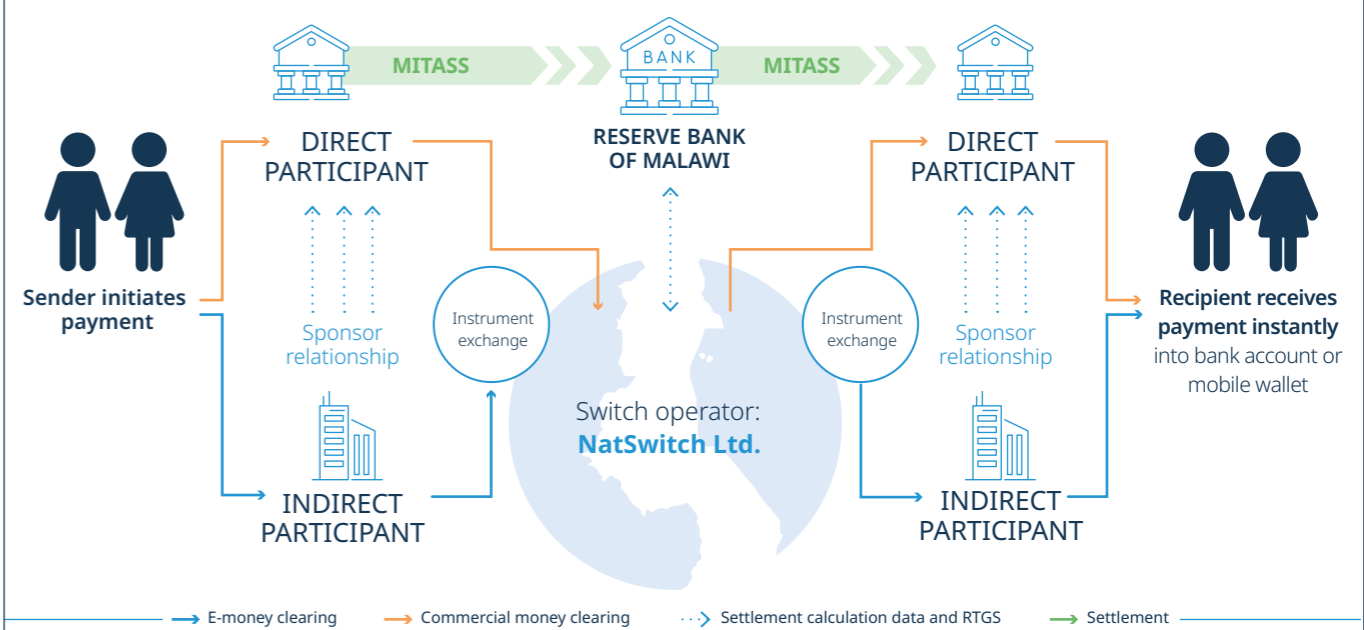 MITASS
BANK
MITASS
RESERVE BANK
OF MALAWI
DIRECT
PARTICIPANT
DIRECT
PARTICIPANT
Sender initiates
payment
Sponsor
relationship
Instrument
exchange
Instrument
exchange
Sponsor
relationship
Recipient receives
payment instantly
into bank account or
mobile wallet
Switch operator:
NatSwitch Ltd.
INDIRECT
PARTICIPANT
INDIRECT
PARTICIPANT
E-money clearing
Commercial money clearing
Settlement calculation data and RTGS
Settlement